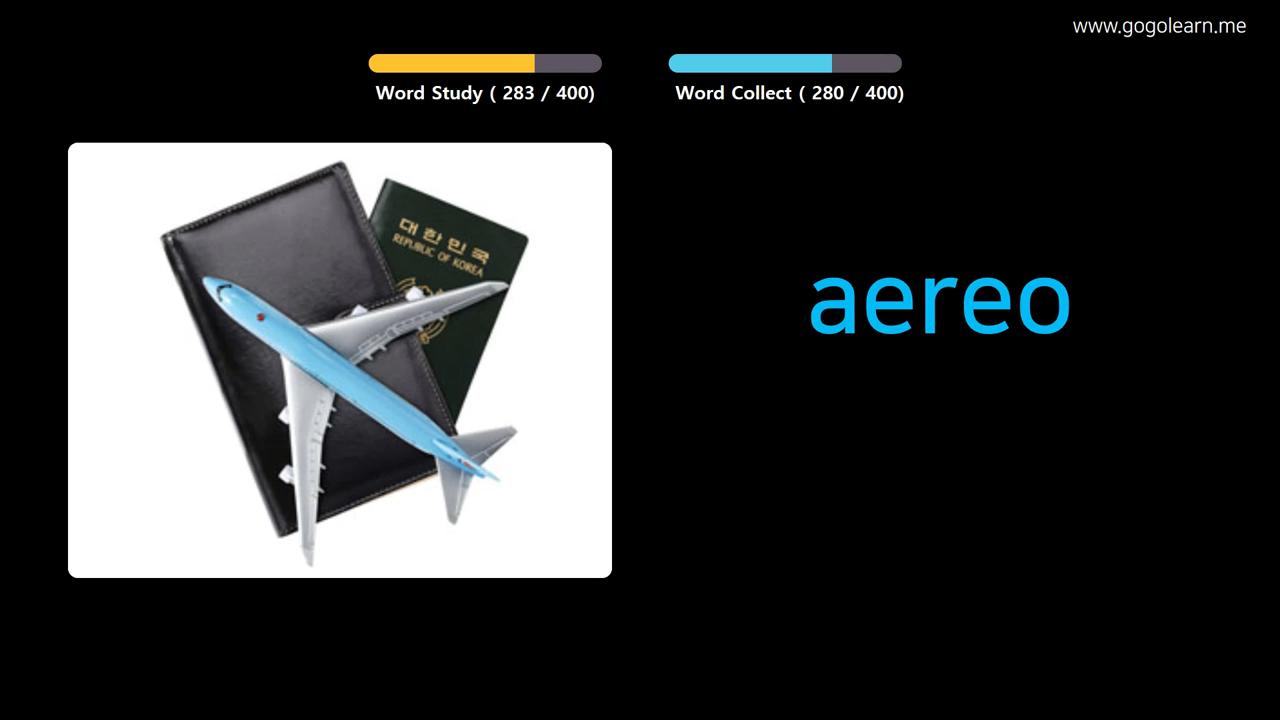 www.gogolearn.me
Word Study ( 283 / 400)
Word Collect ( 280 / 400)
대한민국
REPUBLIC OF KOREA
aereo